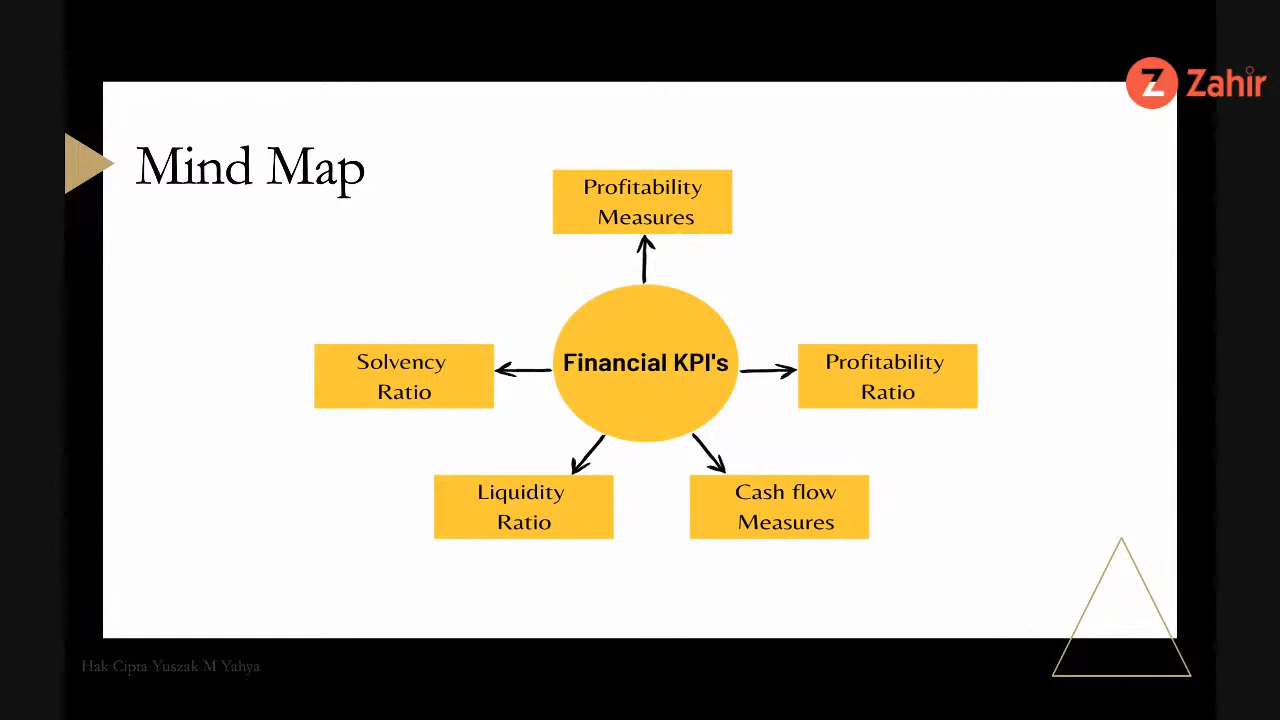 Zahir
Mind Map
Profitability
Measures
Financial KPI's
Solvency
Ratio
Profitability
Ratio
Liquidity
Ratio
Cash flow
Measures
Hak Cipta Yuszak M Yahya